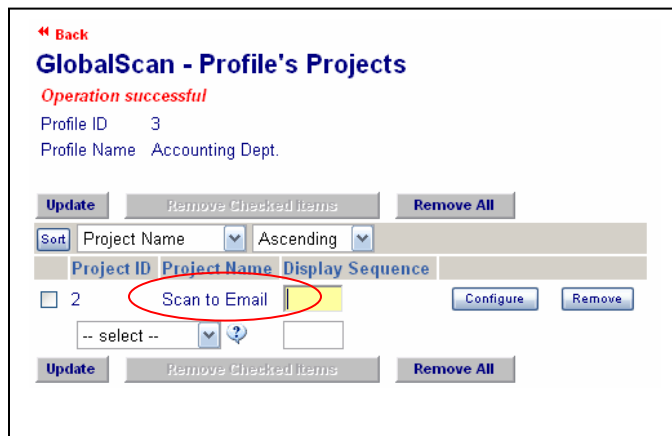 Back
GlobalScan - Profile's Projects
Operation successful
Profile ID 3
Profile Name Accounting Dept.
Update Remove Checked items Remove All
Sort Project Name Ascending
Project ID Project Name Display Sequence
2 Scan to Email Configure Remove
-- select -- ?
Update Remove Checked items Remove All